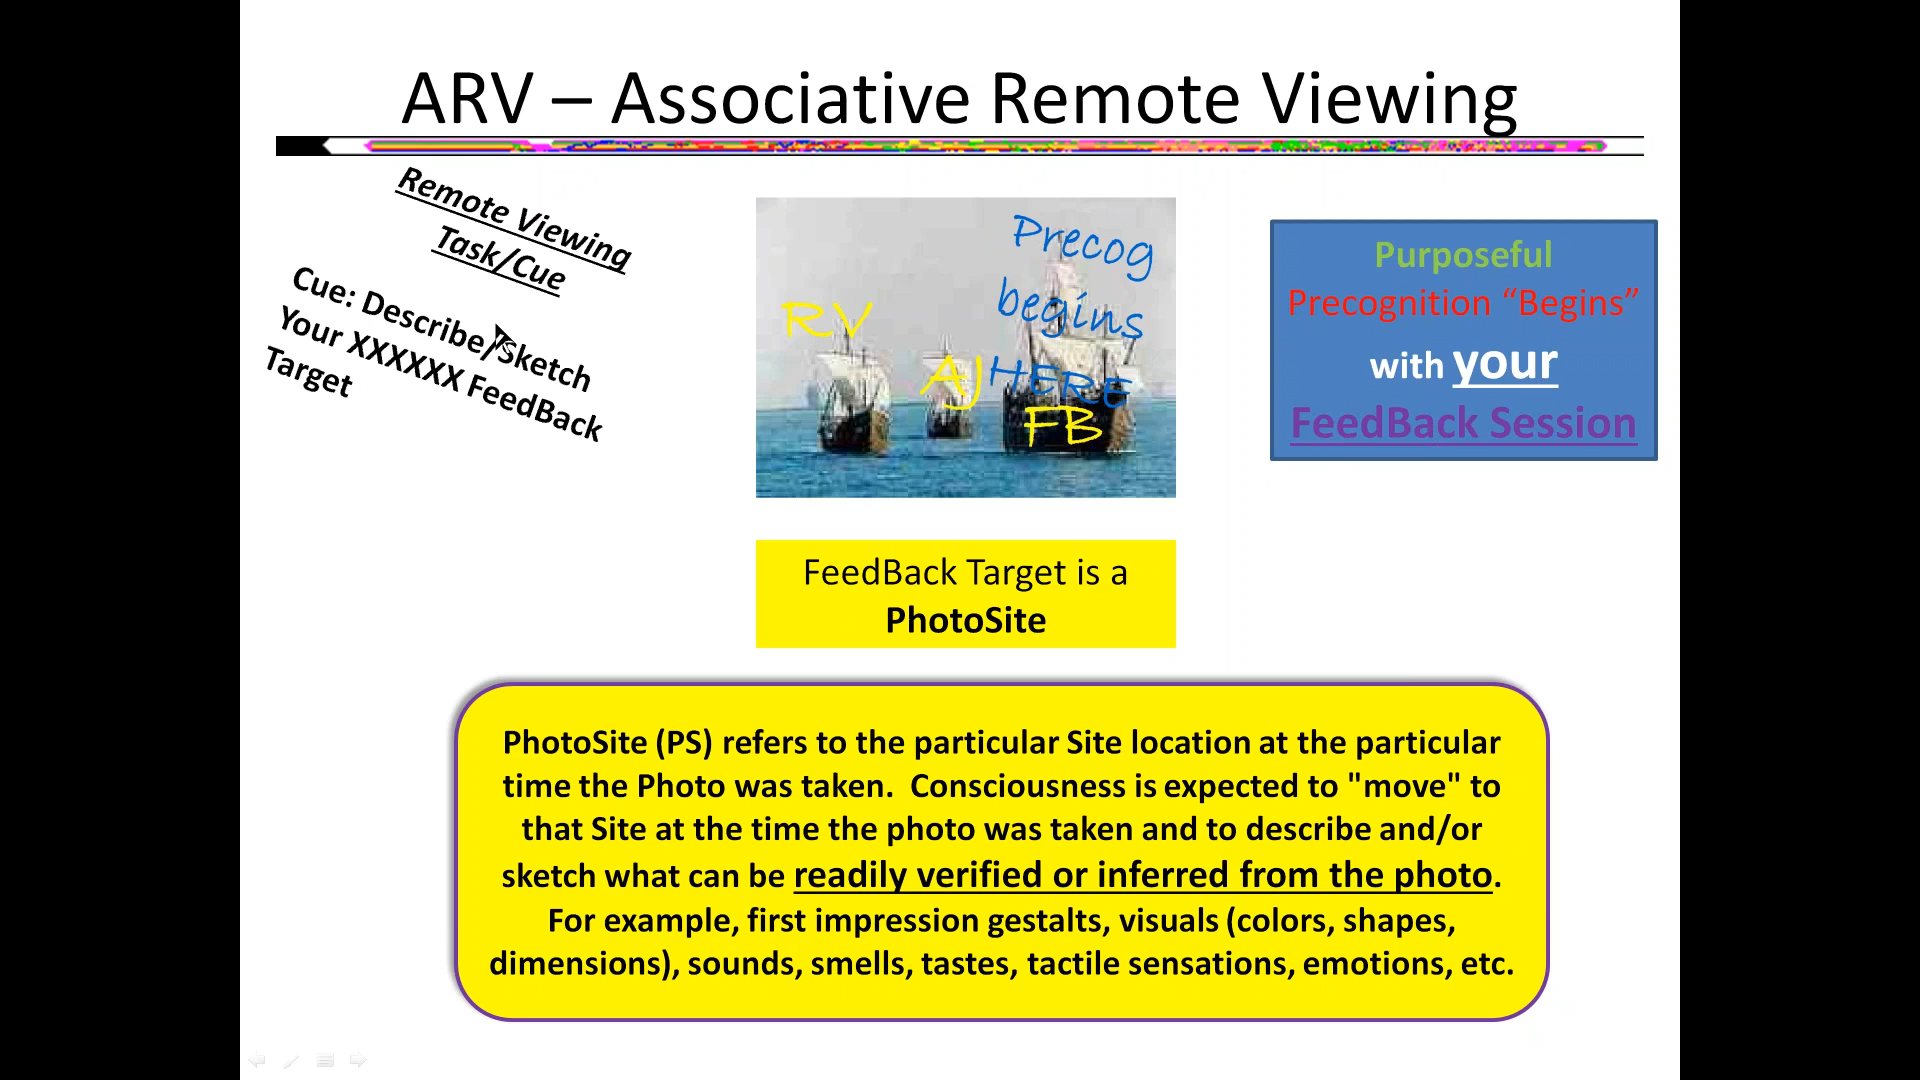 ARV – Associative Remote Viewing
Remote Viewing
Task/Cue
Cue: Describe/Sketch
Your XXXXXX FeedBack
Target
Precog
begins
HERE
RV
AJ
FB
Purposeful
Precognition “Begins”
with your
FeedBack Session
FeedBack Target is a
PhotoSite
PhotoSite (PS) refers to the particular Site location at the particular
time the Photo was taken.  Consciousness is expected to "move" to
that Site at the time the photo was taken and to describe and/or
sketch what can be readily verified or inferred from the photo.
For example, first impression gestalts, visuals (colors, shapes,
dimensions), sounds, smells, tastes, tactile sensations, emotions, etc.